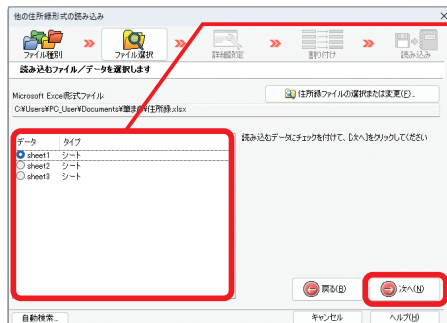 他の住所録形式の読み込み
ファイル種別
ファイル選択
詳細設定
割り付け
読み込み
読み込むファイル／データを選択します
Microsoft Excel形式ファイル
住所録ファイルの選択または変更(F)...
C:¥Users¥PC_User¥Documents¥筆まめ¥住所録.xlsx
読み込むデータにチェックを付けて、[次へ]をクリックしてください
データ タイプ
sheet1 シート
sheet2 シート
sheet3 シート
戻る(B)
次へ(N)
自動検索...
キャンセル
ヘルプ(H)